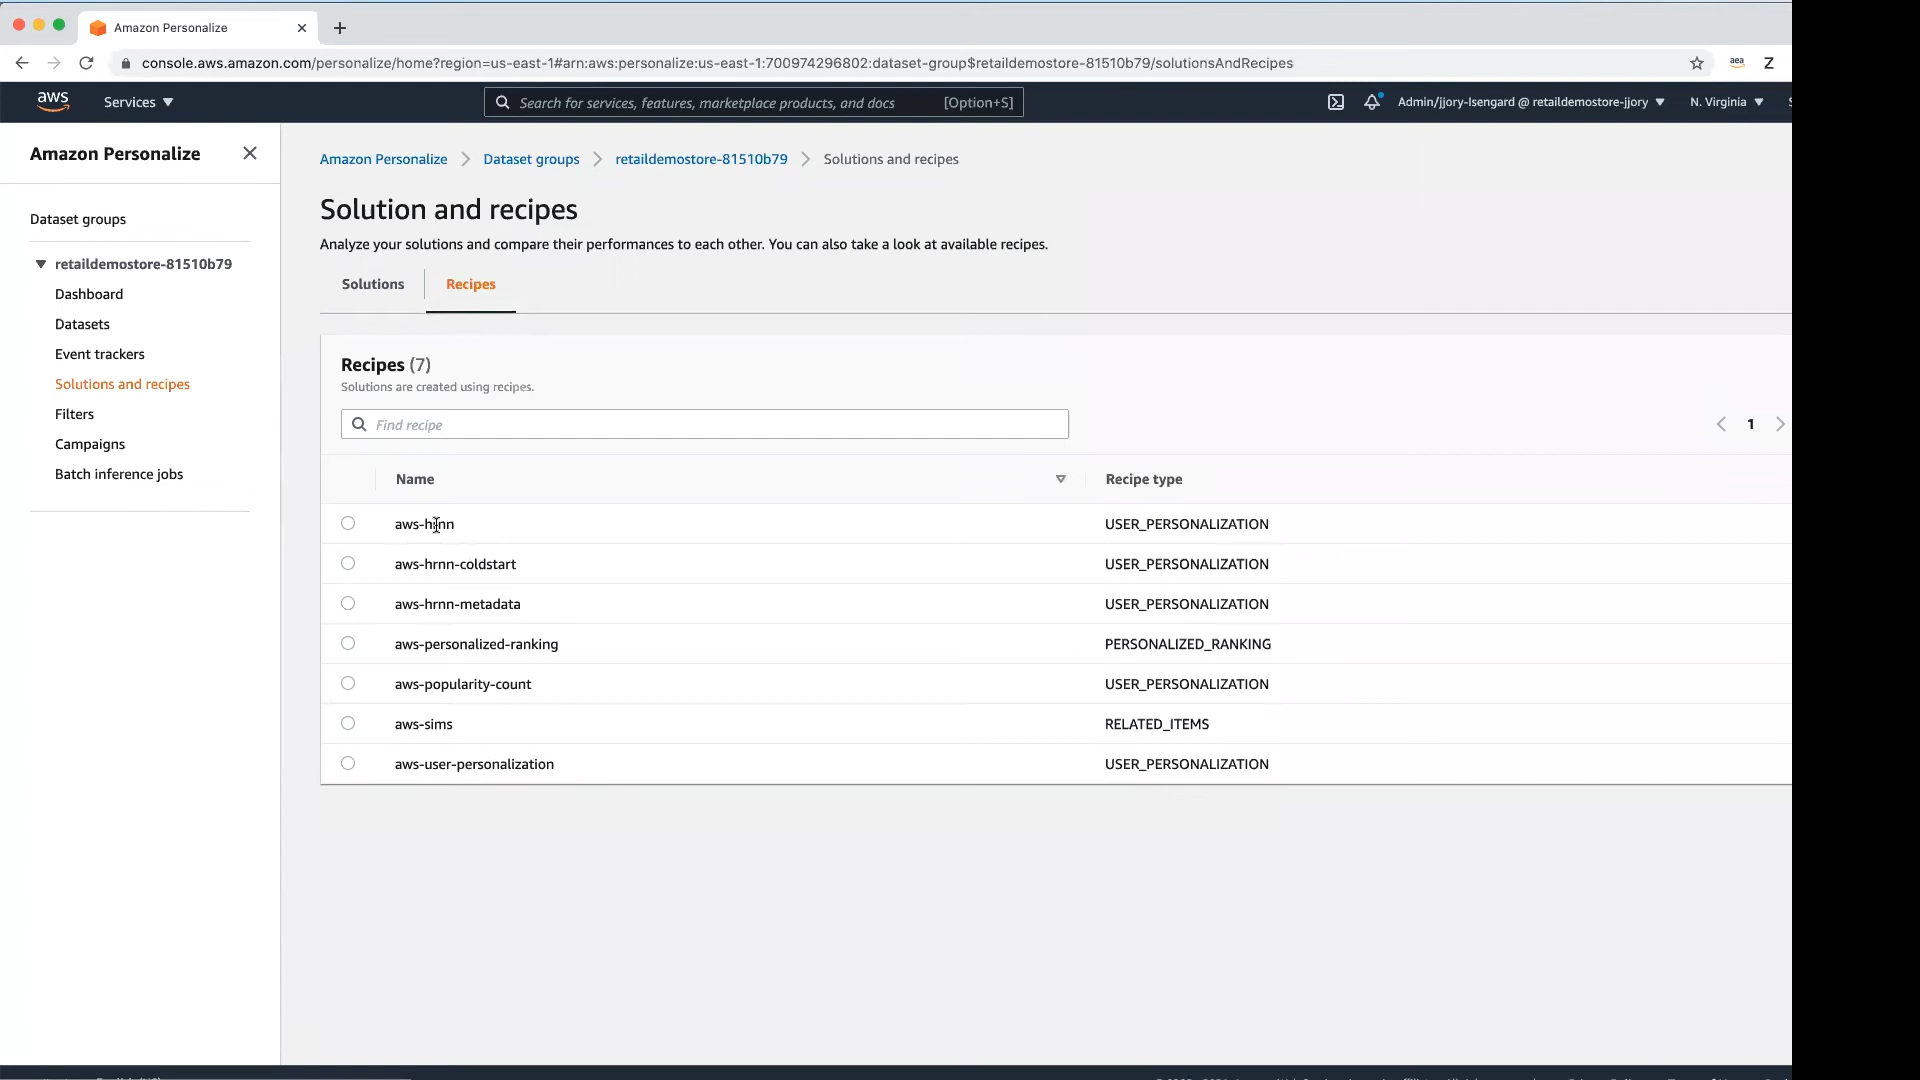 Amazon Personalize
console.aws.amazon.com/personalize/home?region=us-east-1#arn:aws:personalize:us-east-1:700974296802:dataset-group$retaildemostore-81510b79/solutionsAndRecipes
aea
Z
aws
Services
Search for services, features, marketplace products, and docs
[Option+S]
Admin/jjory-Isengard @ retaildemostore-jjory
N. Virginia
Amazon Personalize
Dataset groups
retaildemostore-81510b79
Dashboard
Datasets
Event trackers
Solutions and recipes
Filters
Campaigns
Batch inference jobs
Amazon Personalize
Dataset groups
retaildemostore-81510b79
Solutions and recipes
Solution and recipes
Analyze your solutions and compare their performances to each other. You can also take a look at available recipes.
Solutions
Recipes
Recipes (7)
Solutions are created using recipes.
Find recipe
1
Name
Recipe type
aws-hrnn
USER_PERSONALIZATION
aws-hrnn-coldstart
USER_PERSONALIZATION
aws-hrnn-metadata
USER_PERSONALIZATION
aws-personalized-ranking
PERSONALIZED_RANKING
aws-popularity-count
USER_PERSONALIZATION
aws-sims
RELATED_ITEMS
aws-user-personalization
USER_PERSONALIZATION